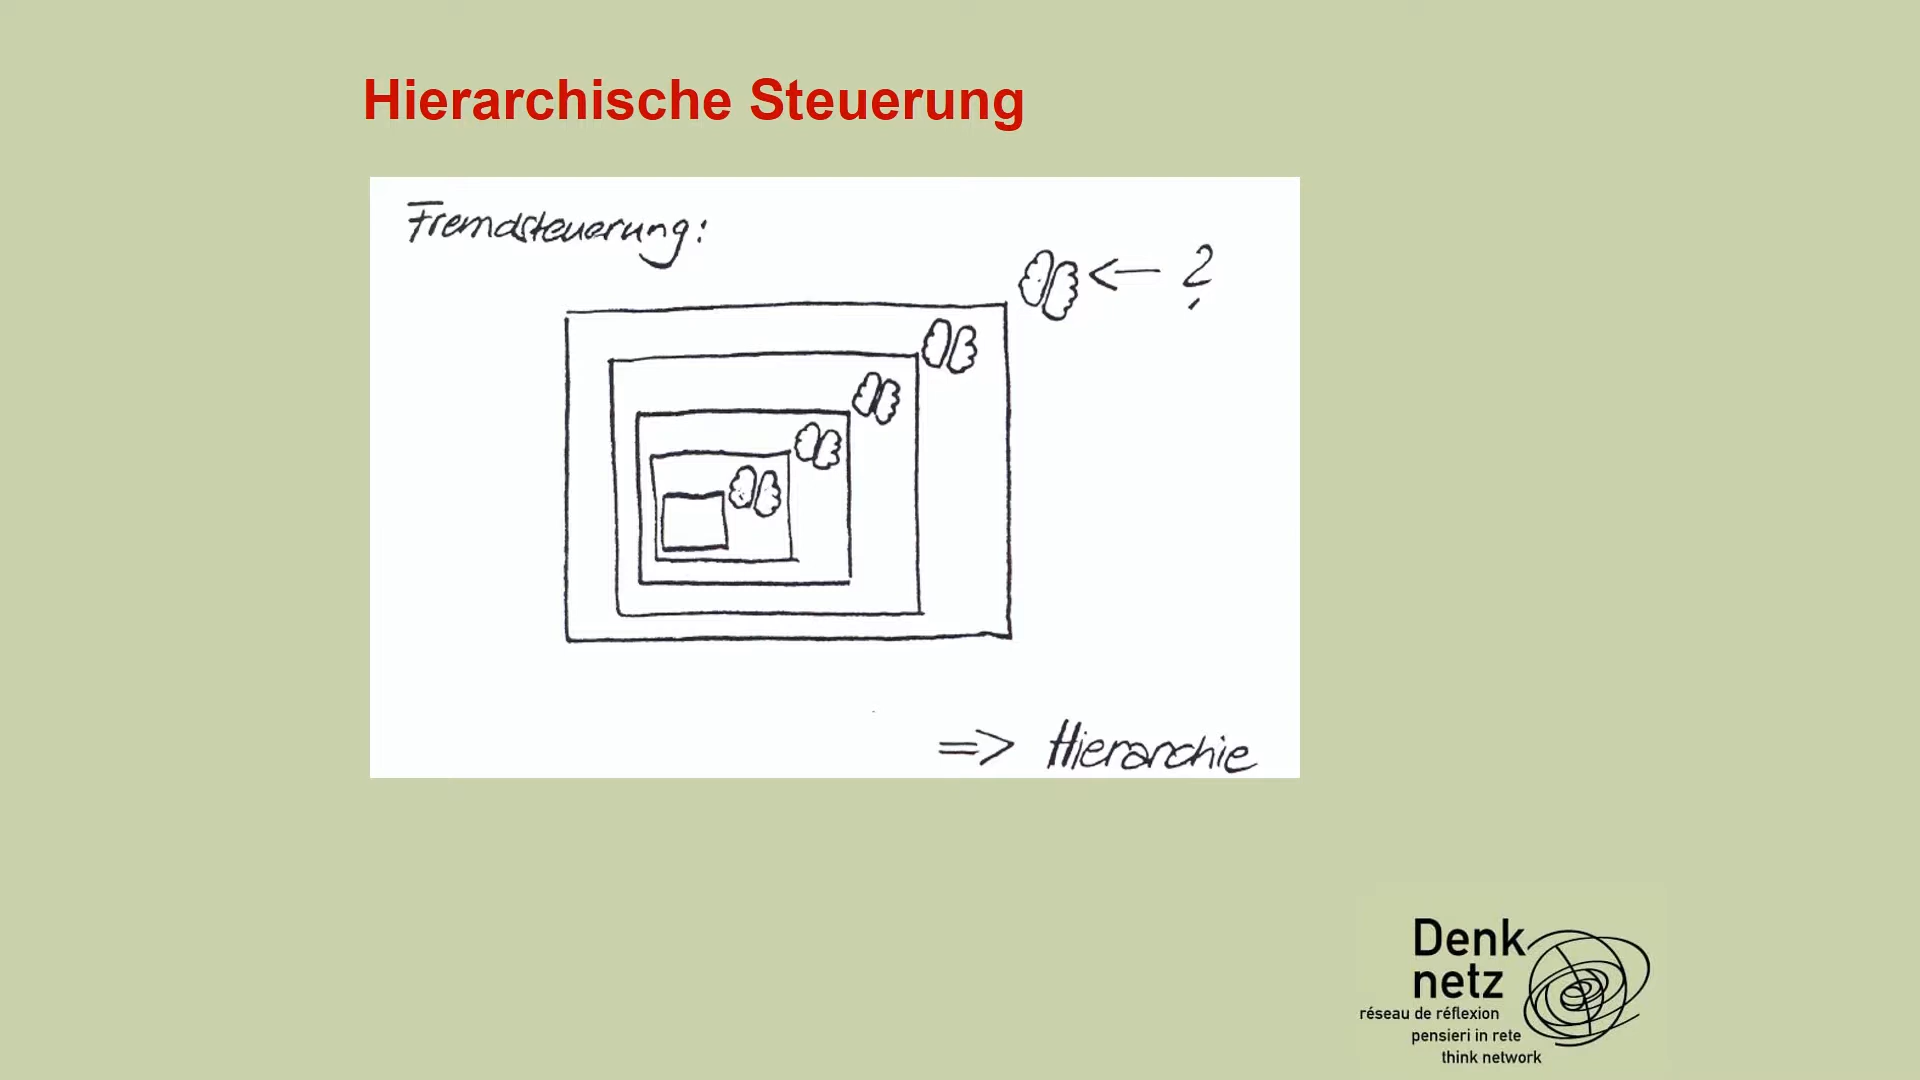 Hierarchische Steuerung
Fremdsteuerung:
?
=> Hierarchie
Denk
netz
réseau de réflexion
pensieri in rete
think network